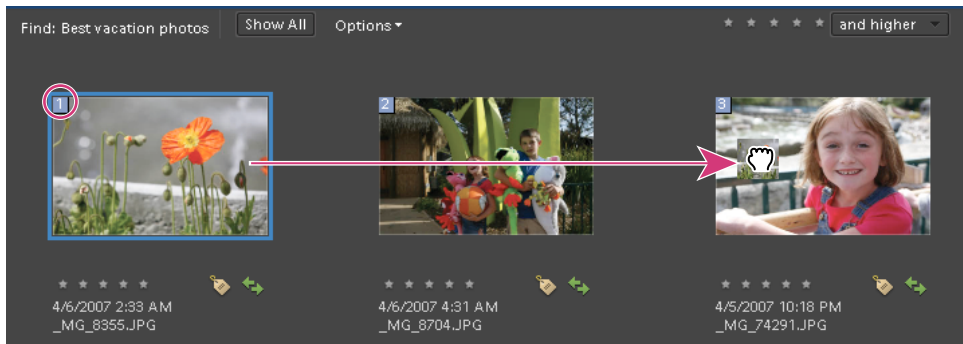 Find: Best vacation photos Show All Options and higher
1 2 3
4/6/2007 2:33 AM 4/6/2007 4:31 AM 4/5/2007 10:18 PM
_MG_8355.JPG _MG_8704.JPG _MG_74291.JPG